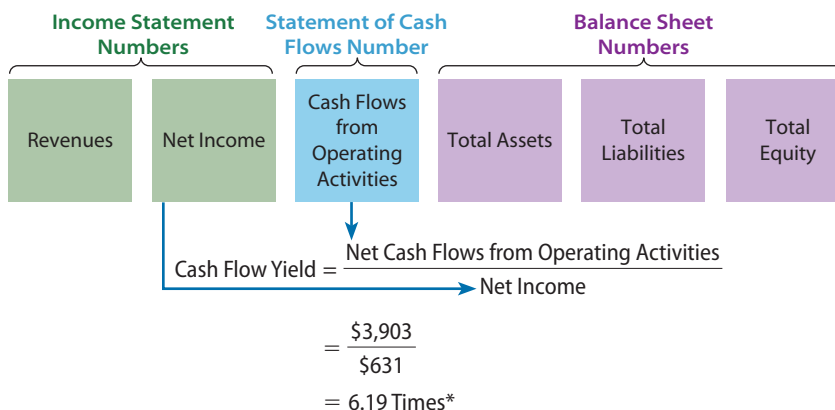 Income Statement
Numbers
Statement of Cash
Flows Number
Balance Sheet
Numbers
Revenues
Net Income
Cash Flows
from
Operating
Activities
Total Assets
Total
Liabilities
Total
Equity
Cash Flow Yield = Net Cash Flows from Operating Activities
Net Income
= $3,903
$631
= 6.19 Times*